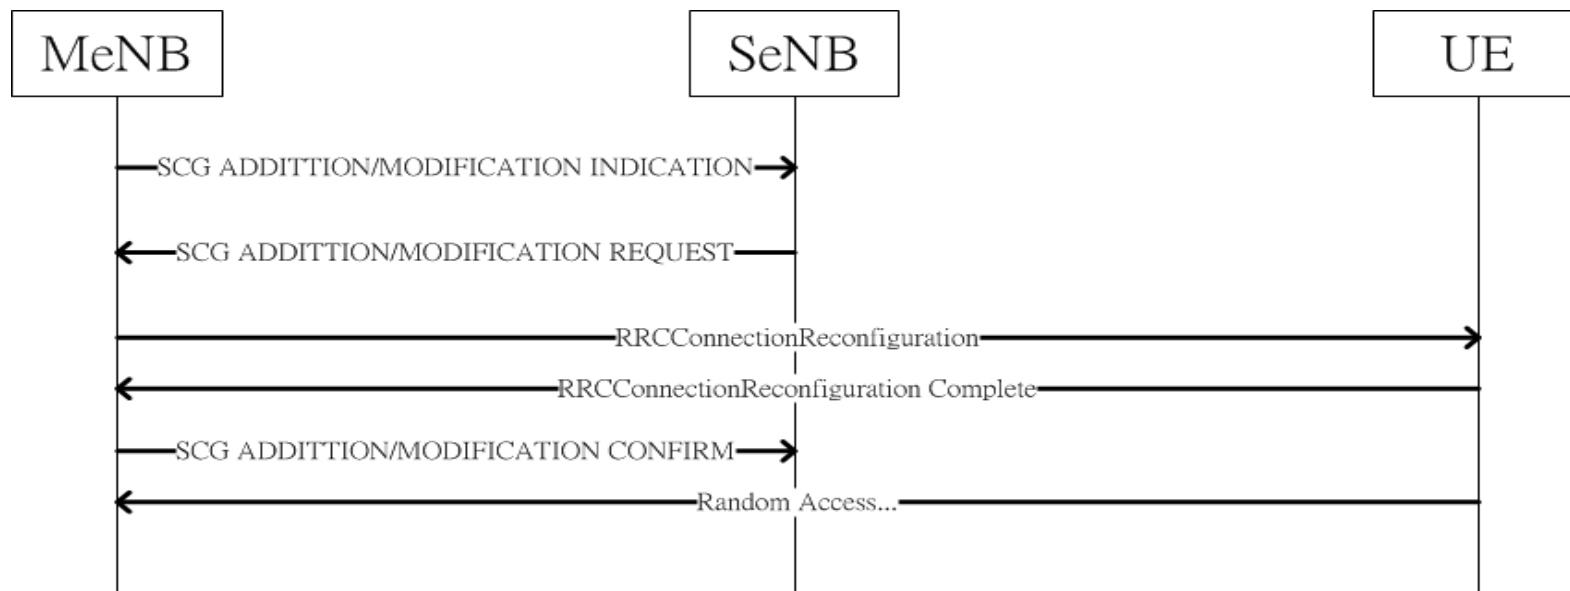 MeNB SeNB UE
SCG ADDITTION/MODIFICATION INDICATION
SCG ADDITTION/MODIFICATION REQUEST
RRCConnectionReconfiguration
RRCConnectionReconfiguration Complete
SCG ADDITTION/MODIFICATION CONFIRM
Random Access...